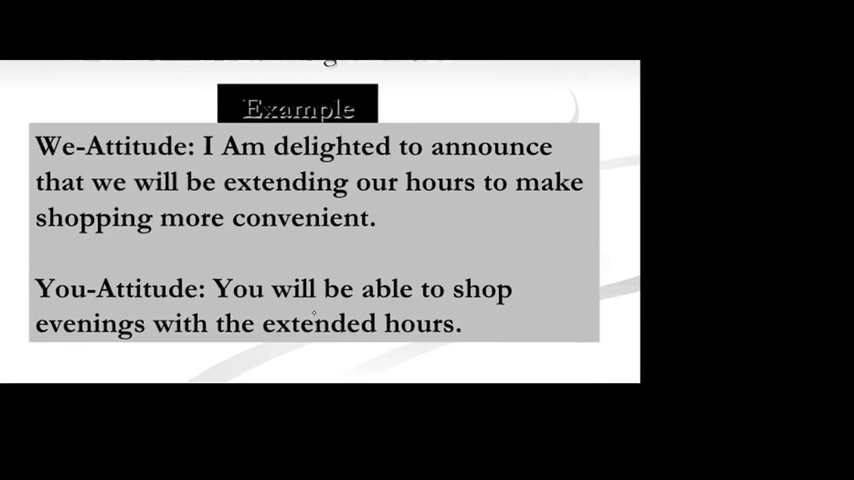 Example
We-Attitude: I Am delighted to announce
that we will be extending our hours to make
shopping more convenient.
You-Attitude: You will be able to shop
evenings with the extended hours.